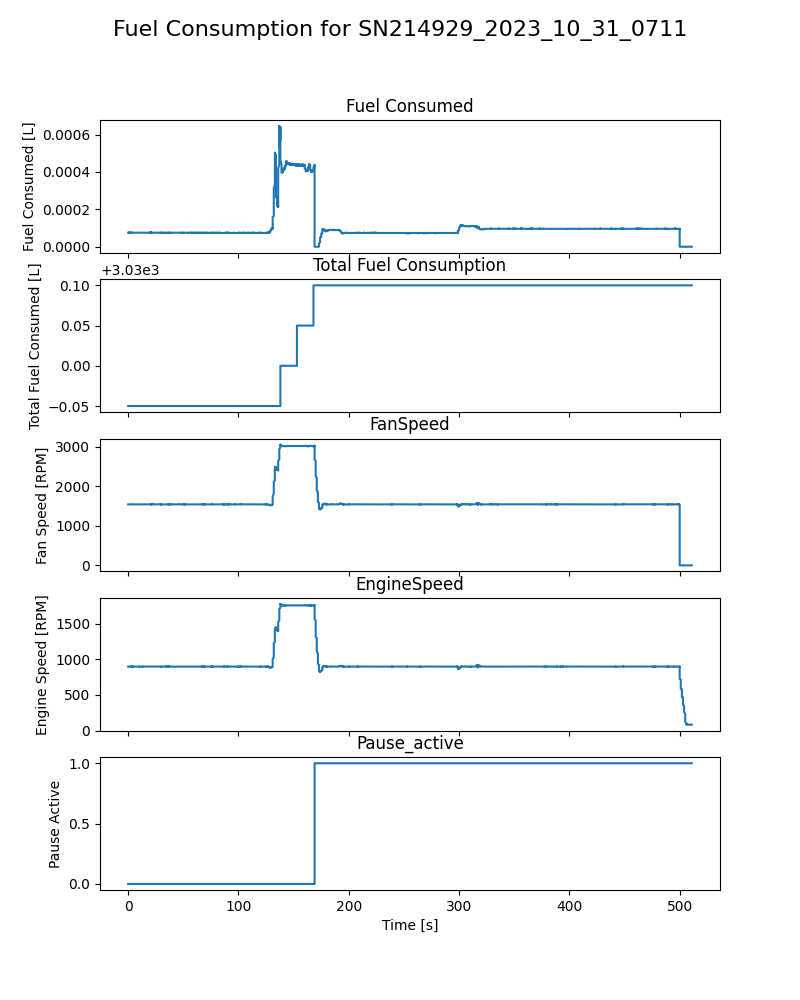 Fuel Consumption for SN214929_2023_10_31_0711
Fuel Consumed
Fuel Consumed [L]
0.0006
0.0004
0.0002
0.0000
Total Fuel Consumption
+3.03e3
Total Fuel Consumed [L]
0.10
0.05
0.00
−0.05
FanSpeed
Fan Speed [RPM]
3000
2000
1000
0
EngineSpeed
Engine Speed [RPM]
1500
1000
500
0
Pause_active
Pause Active
1.0
0.5
0.0
0 100 200 300 400 500
Time [s]